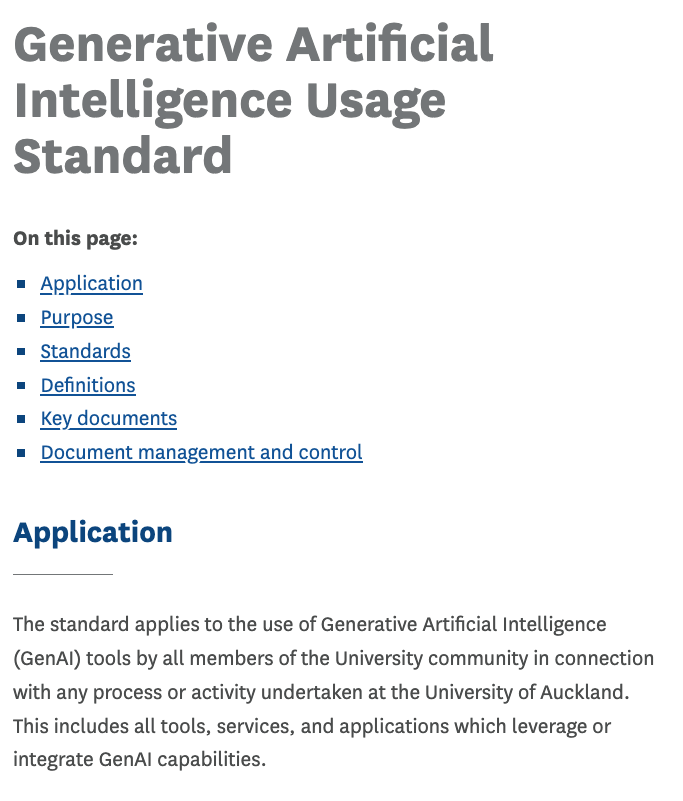 Generative Artificial
Intelligence Usage
Standard
On this page:
Application
Purpose
Standards
Definitions
Key documents
Document management and control
Application
The standard applies to the use of Generative Artificial Intelligence
(GenAI) tools by all members of the University community in connection
with any process or activity undertaken at the University of Auckland.
This includes all tools, services, and applications which leverage or
integrate GenAI capabilities.